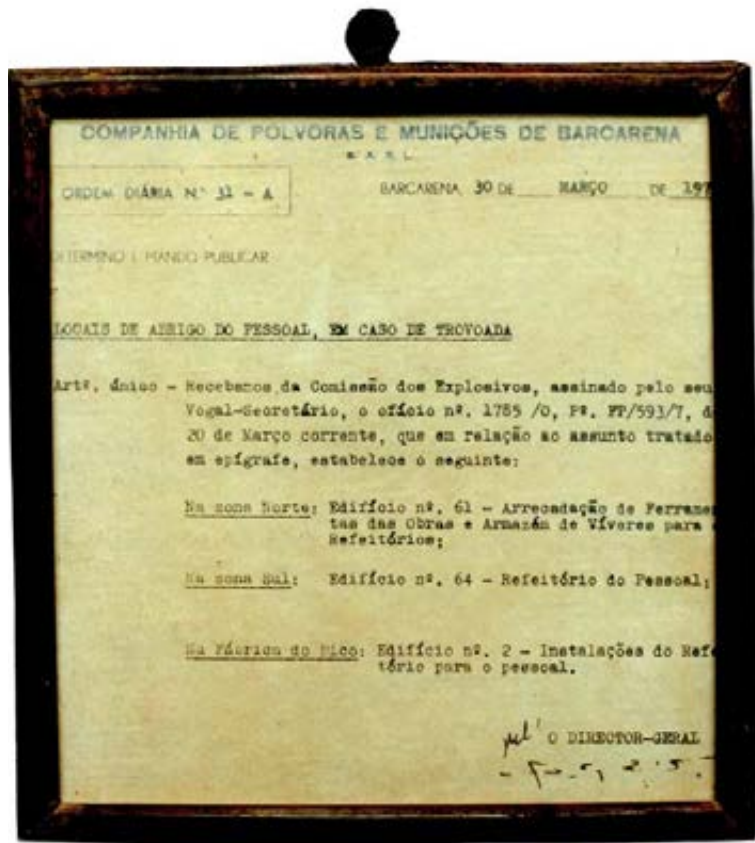 COMPANHIA DE POLVORAS E MUNIÇÕES DE BARCARENA
S. A. R. L.
ORDEM DIÁRIA N.º 31 - A
BARCARENA, 30 DE MARÇO DE 197
DETERMINO E MANDO PUBLICAR
LOCAIS DE ABRIGO DO PESSOAL, EM CASO DE TROVOADA
Artº. único - Recebemos da Comissão dos Explosivos, assinado pelo seu
Vogal-Secretário, o ofício nº. 1785 /O, Pº. FP/593/7, d
20 de Março corrente, que em relação ao assunto tratado
em epígrafe, estabelece o seguinte:
Na zona Norte: Edifício nº. 61 - Arrecadação de Ferramen
tas das Obras e Armazém de Víveres para
Refeitórios;
Na zona Sul: Edifício nº. 64 - Refeitório do Pessoal;
Na Fábrica do Pico: Edifício nº. 2 - Instalações do Refe
tório para o pessoal.
O DIRECTOR-GERAL